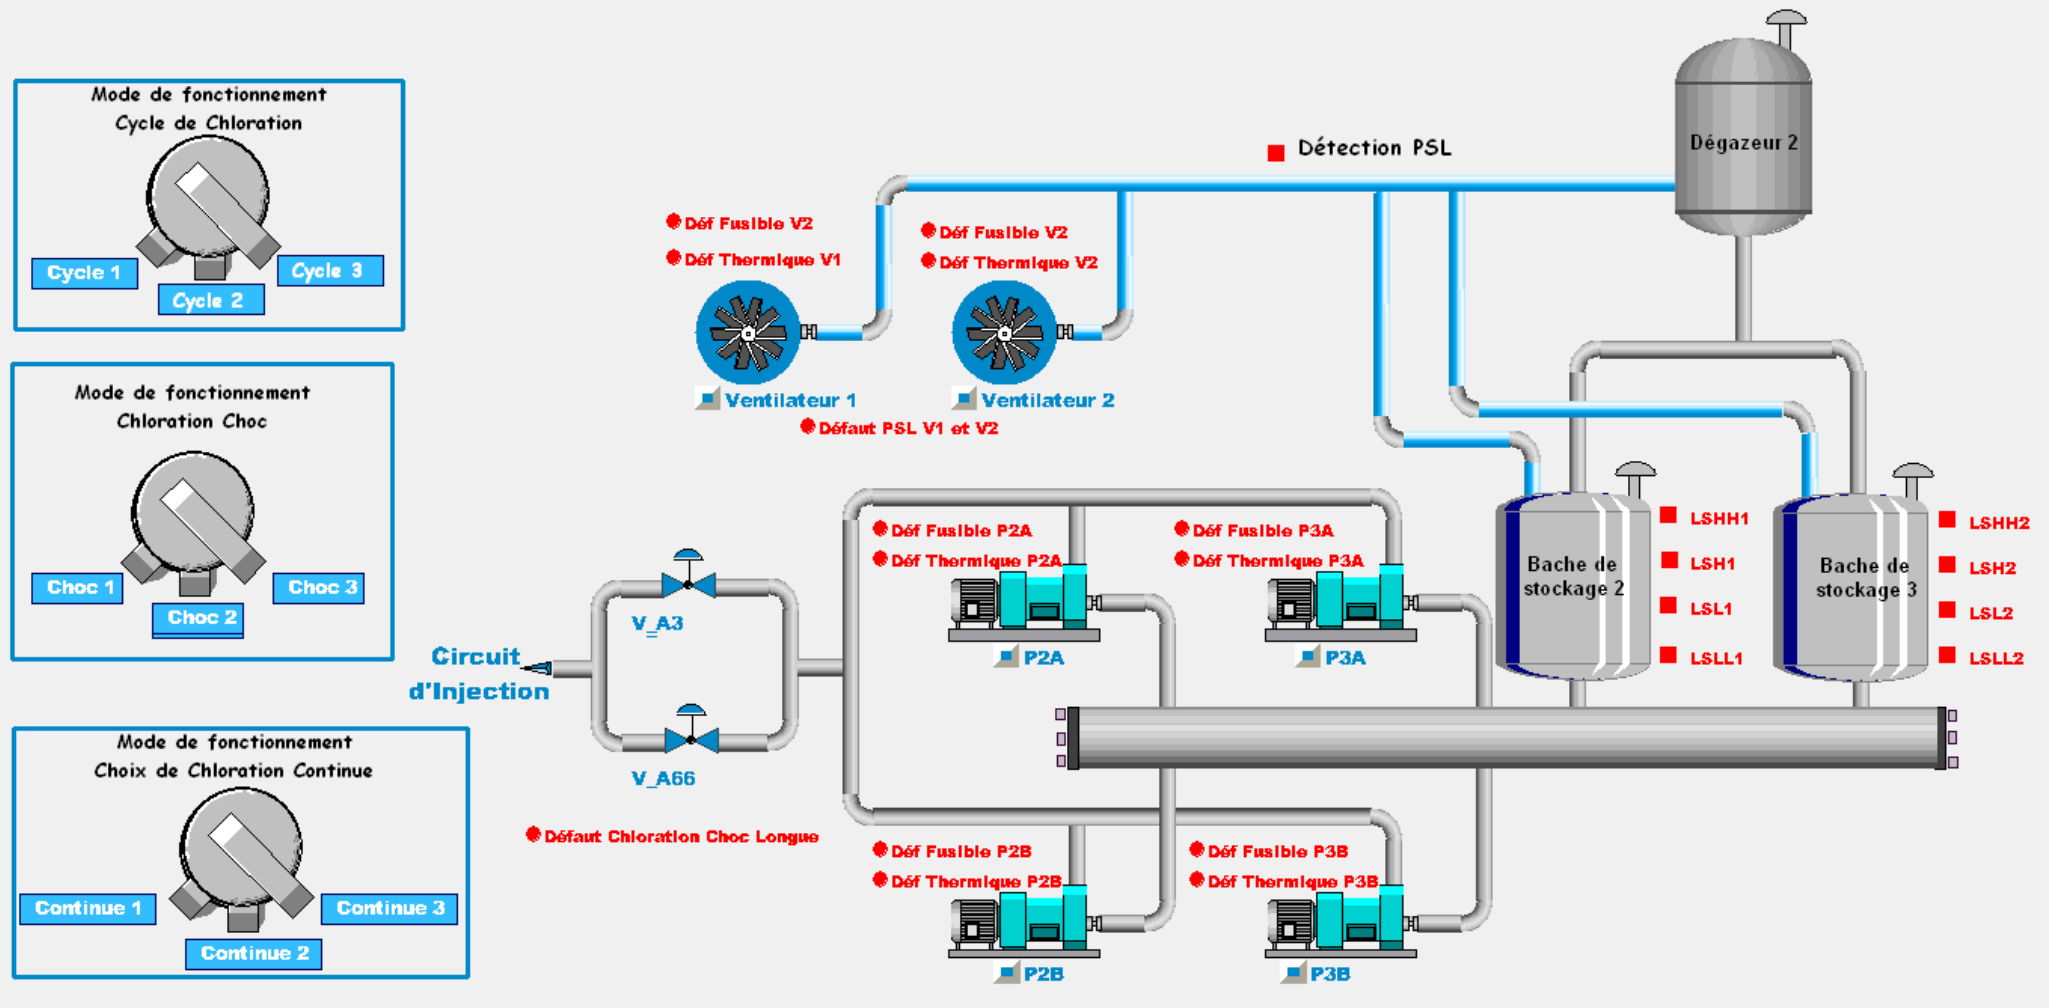 Mode de fonctionnement
Cycle de Chloration
Cycle 1
Cycle 2
Cycle 3
Mode de fonctionnement
Chloration Choc
Choc 1
Choc 2
Choc 3
Mode de fonctionnement
Choix de Chloration Continue
Continue 1
Continue 2
Continue 3
Détection PSL
Dégazeur 2
Déf Fusible V2
Déf Thermique V1
Déf Fusible V2
Déf Thermique V2
Ventilateur 1
Ventilateur 2
Défaut PSL V1 et V2
Déf Fusible P2A
Déf Thermique P2A
P2A
Déf Fusible P3A
Déf Thermique P3A
P3A
Bache de
stockage 2
LSHH1
LSH1
LSL1
LSLL1
Bache de
stockage 3
LSHH2
LSH2
LSL2
LSLL2
V_A3
Circuit
d'Injection
V_A66
Défaut Chloration Choc Longue
Déf Fusible P2B
Déf Thermique P2B
P2B
Déf Fusible P3B
Déf Thermique P3B
P3B